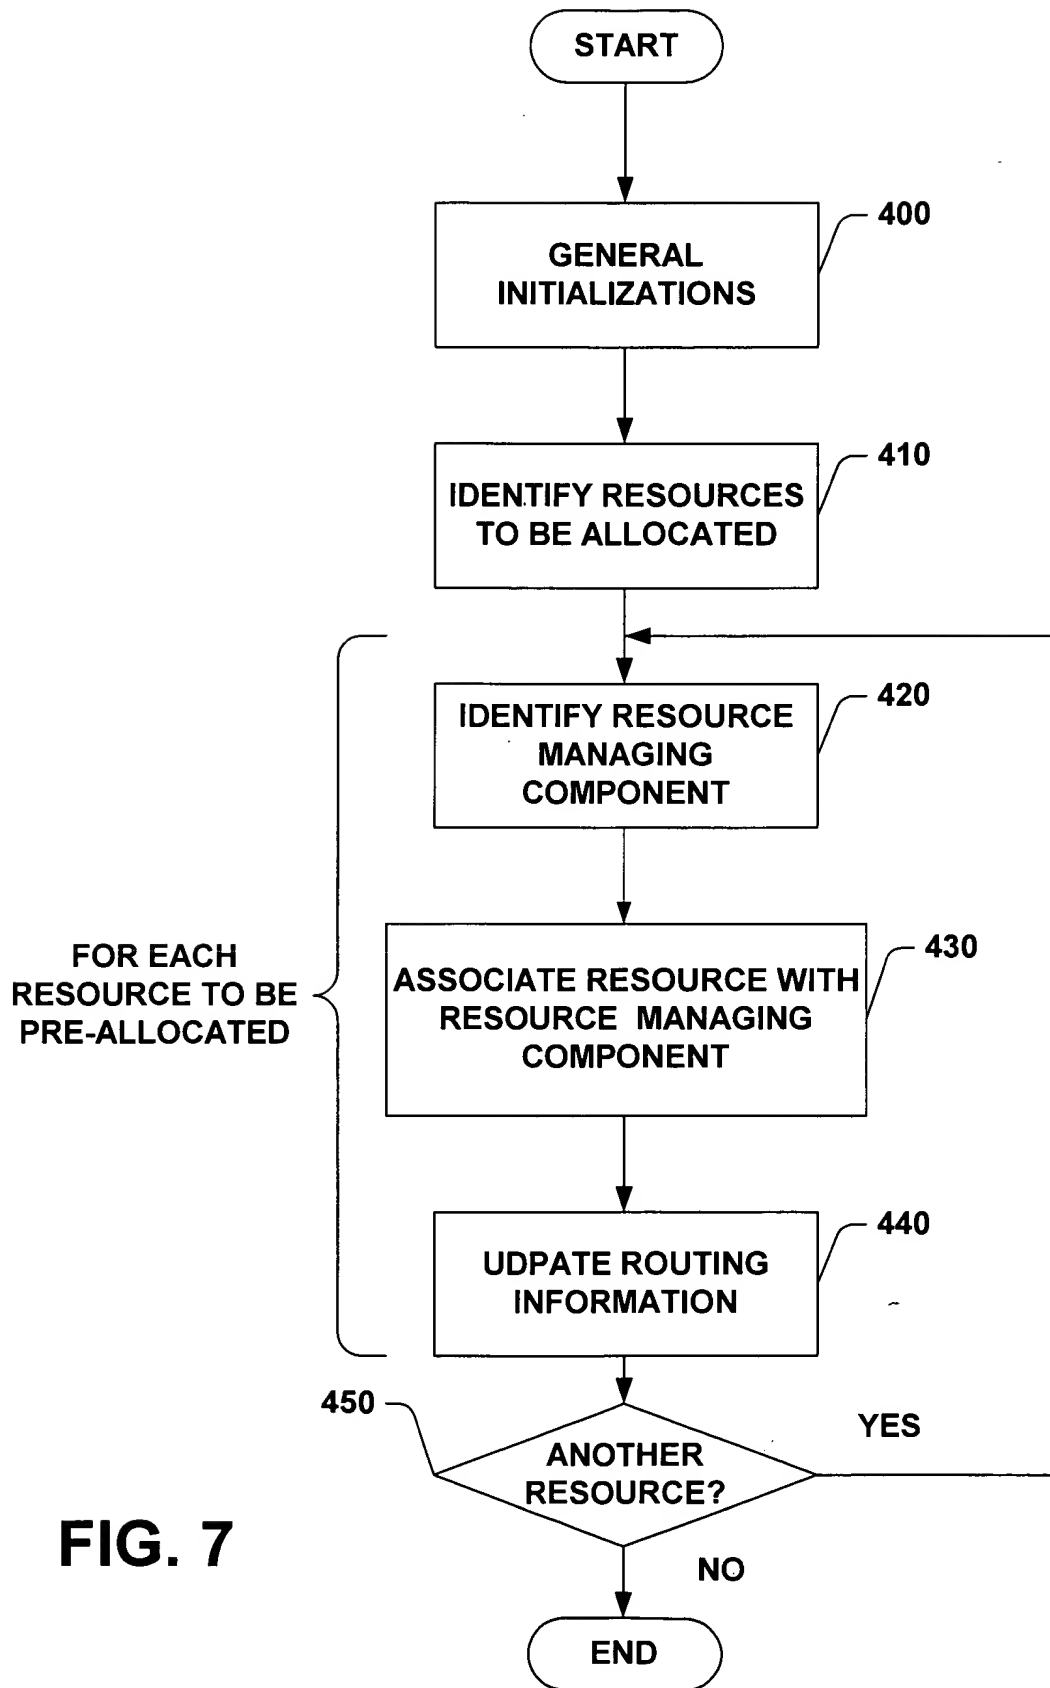 START
400
GENERAL
INITIALIZATIONS
410
IDENTIFY RESOURCES
TO BE ALLOCATED
420
IDENTIFY RESOURCE
MANAGING
COMPONENT
FOR EACH
RESOURCE TO BE
PRE-ALLOCATED
430
ASSOCIATE RESOURCE WITH
RESOURCE MANAGING
COMPONENT
440
UDPATE ROUTING
INFORMATION
450
YES
ANOTHER
RESOURCE?
FIG. 7
NO
END